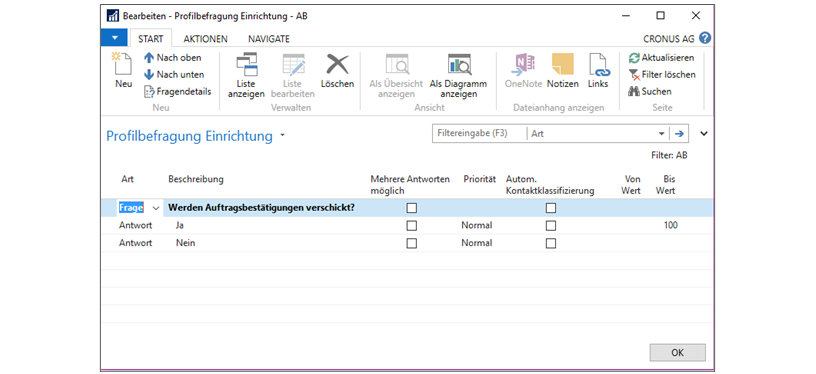 Bearbeiten - Profilbefragung Einrichtung - AB
START AKTIONEN NAVIGATE CRONUS AG ?
Neu
Nach oben
Nach unten
Fragendetails
Neu
Liste anzeigen
Liste bearbeiten
Löschen
Verwalten
Als Übersicht anzeigen
Als Diagramm anzeigen
Ansicht
OneNote
Notizen
Links
Dateianhang anzeigen
Aktualisieren
Filter löschen
Suchen
Seite
Profilbefragung Einrichtung
Filtereingabe (F3) Art
Filter: AB
Art Beschreibung Mehrere Antworten möglich Priorität Autom. Kontaktklassifizierung Von Wert Bis Wert
Frage Werden Auftragsbestätigungen verschickt?
Antwort Ja Normal 100
Antwort Nein Normal
OK